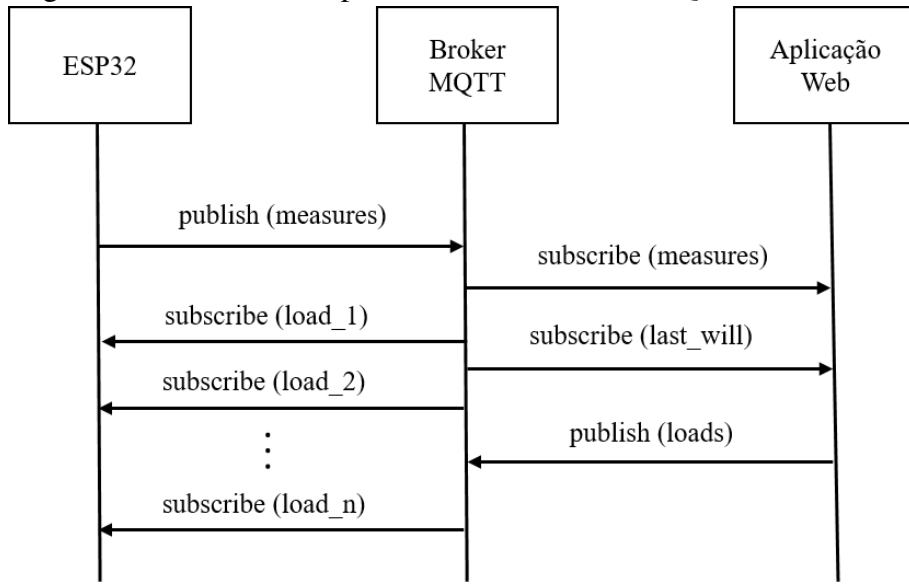 ESP32
Broker
MQTT
Aplicação
Web
publish (measures)
subscribe (measures)
subscribe (load_1)
subscribe (last_will)
subscribe (load_2)
publish (loads)
subscribe (load_n)